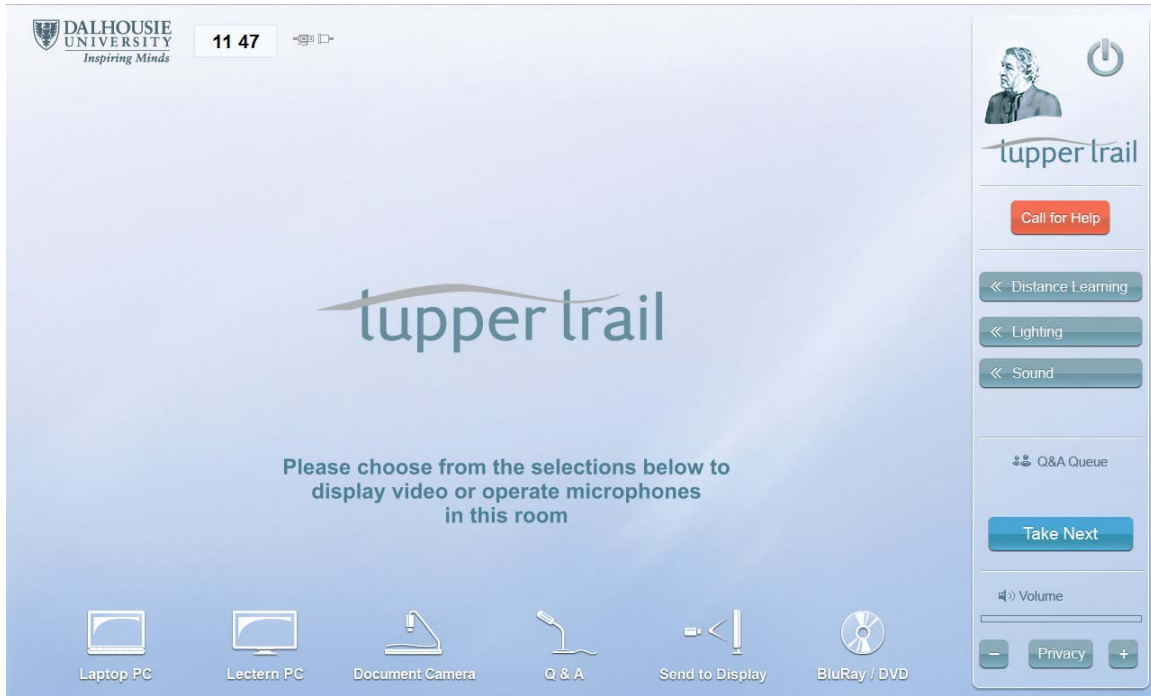 DALHOUSIE
UNIVERSITY
Inspiring Minds
11 47
tupper trail
Call for Help
Distance Learning
Lighting
Sound
tupper trail
Please choose from the selections below to
display video or operate microphones
in this room
Q&A Queue
Take Next
Volume
- Privacy +
Laptop PC
Lectern PC
Document Camera
Q & A
Send to Display
BluRay / DVD